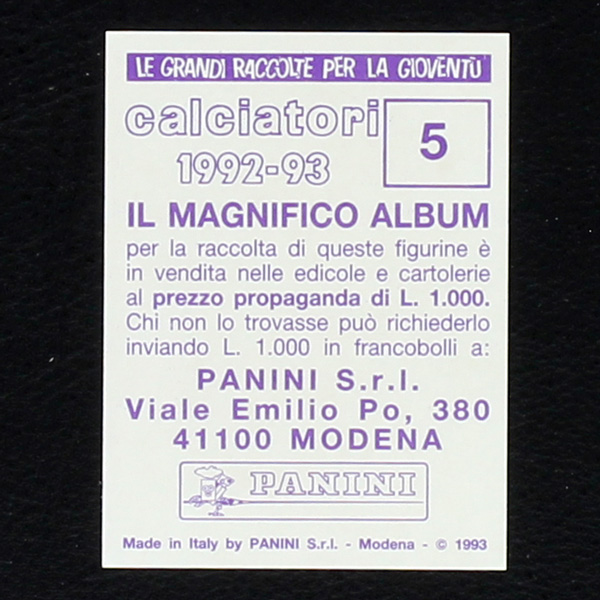 LE GRANDI RACCOLTE PER LA GIOVENTÙ
calciatori
1992-93
5
IL MAGNIFICO ALBUM
per la raccolta di queste figurine è
in vendita nelle edicole e cartolerie
al prezzo propaganda di L. 1.000.
Chi non lo trovasse può richiederlo
inviando L. 1.000 in francobolli a:
PANINI S.r.l.
Viale Emilio Po, 380
41100 MODENA
PANINI
Made in Italy by PANINI S.r.l. - Modena - © 1993